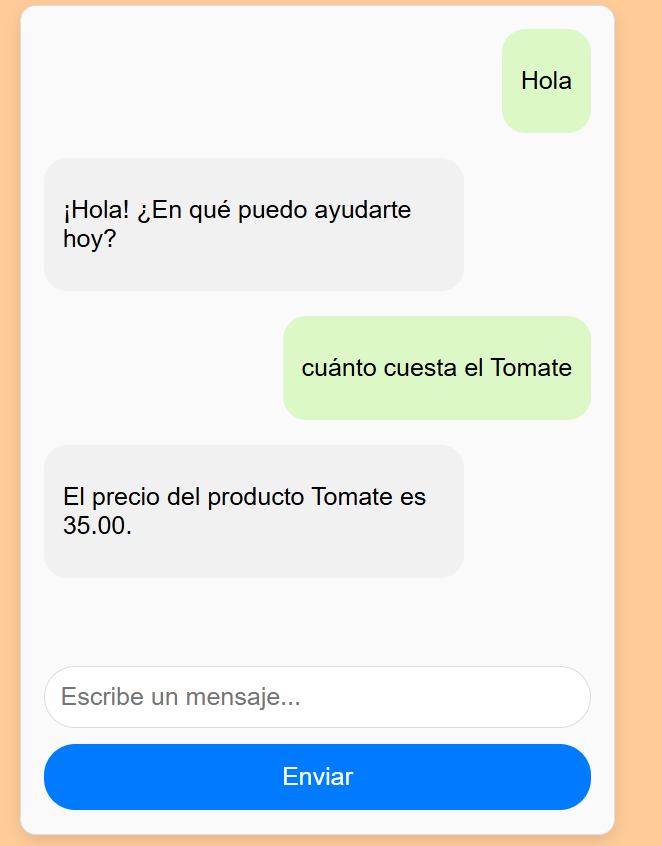 Hola
¡Hola! ¿En qué puedo ayudarte
hoy?
cuánto cuesta el Tomate
El precio del producto Tomate es
35.00.
Escribe un mensaje...
Enviar